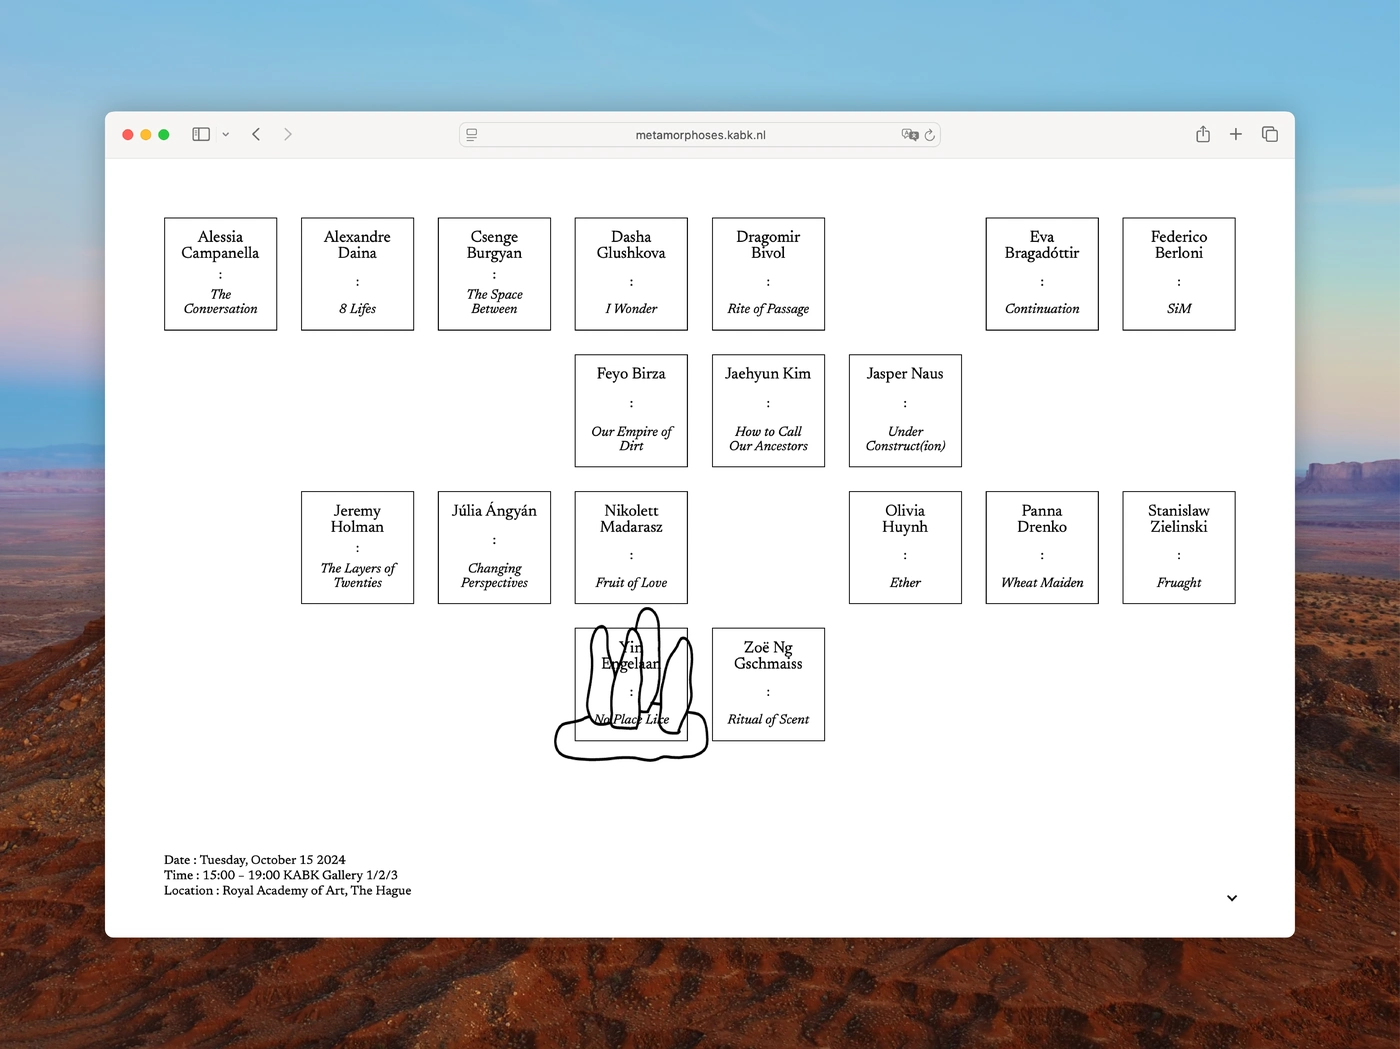 metamorphoses.kabk.nl
Alessia
Campanella
:
The
Conversation
Alexandre
Daina
:
8 Lifes
Csenge
Burgyan
:
The Space
Between
Dasha
Glushkova
:
I Wonder
Dragomir
Bivol
:
Rite of Passage
Eva
Bragadóttir
:
Continuation
Federico
Berloni
:
SiM
Feyo Birza
:
Our Empire of
Dirt
Jaehyun Kim
:
How to Call
Our Ancestors
Jasper Naus
:
Under
Construct(ion)
Jeremy
Holman
:
The Layers of
Twenties
Júlia Ángyán
:
Changing
Perspectives
Nikolett
Madarasz
:
Fruit of Love
Olivia
Huynh
:
Ether
Panna
Drenko
:
Wheat Maiden
Stanislaw
Zielinski
:
Fruaght
Yin
Engelaan
:
No Place Like
Zoë Ng
Gschmaiss
:
Ritual of Scent
Date : Tuesday, October 15 2024
Time : 15:00 – 19:00 KABK Gallery 1/2/3
Location : Royal Academy of Art, The Hague